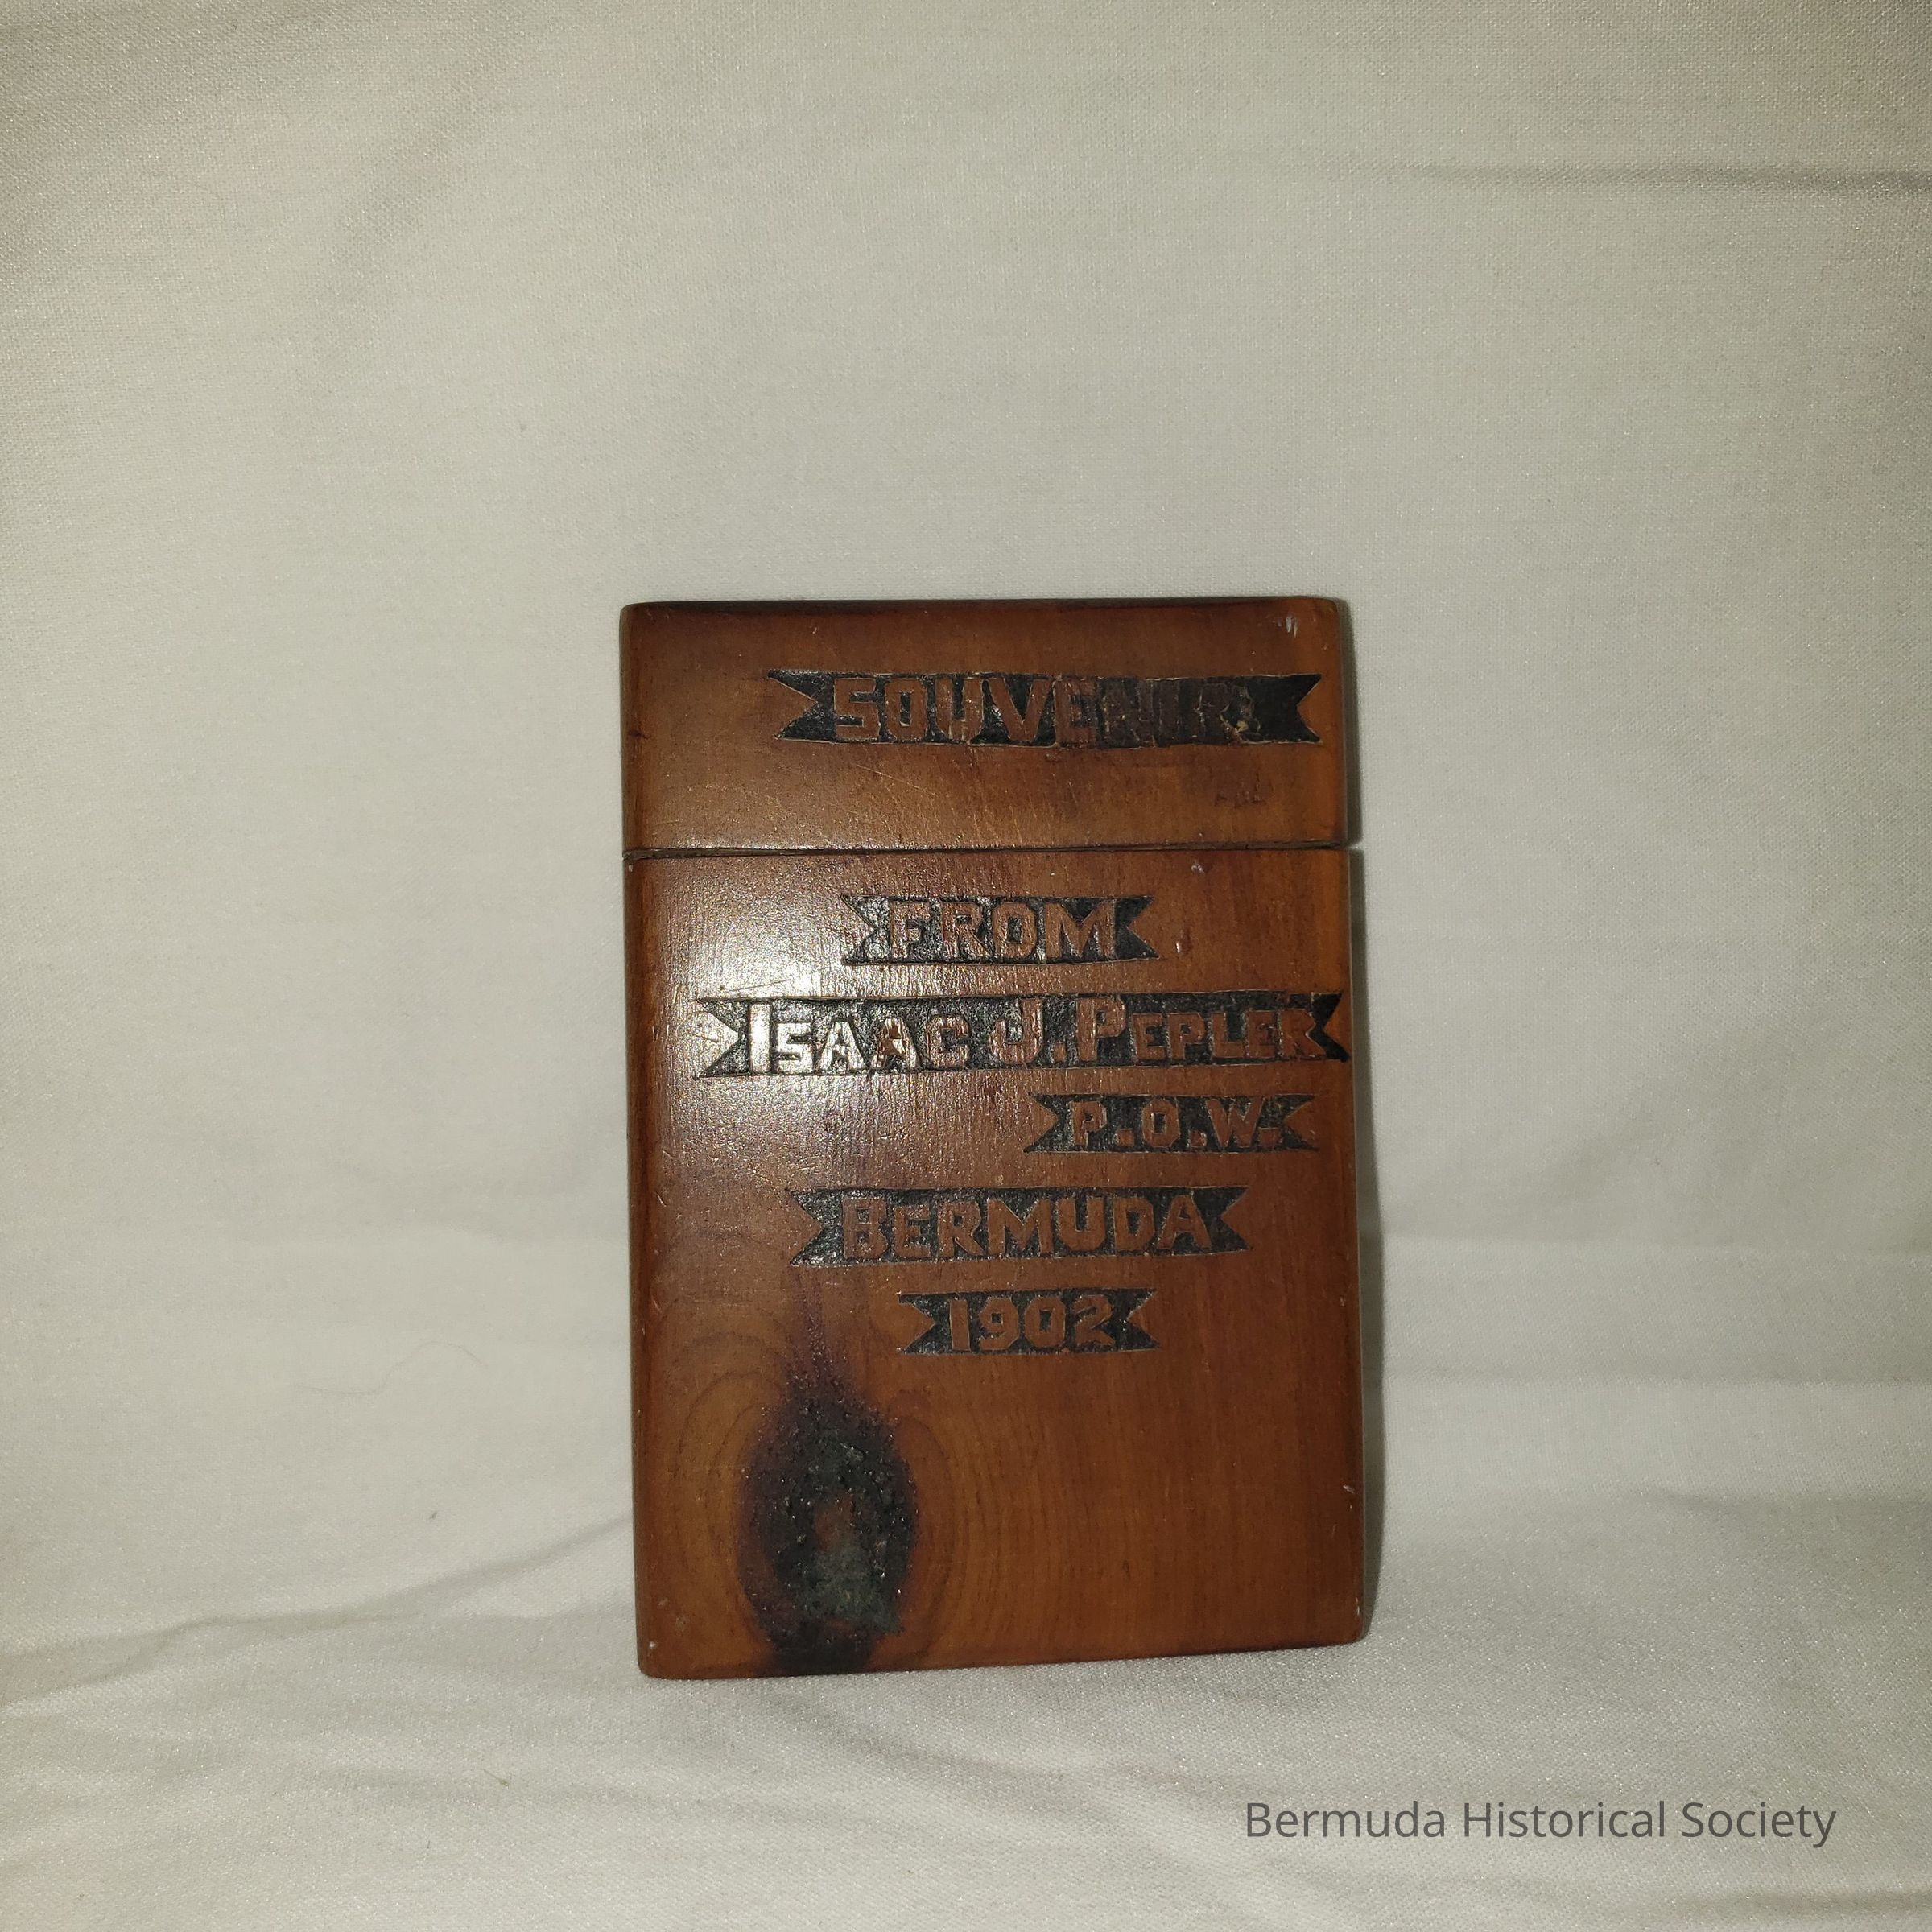 SOUVENIR
FROM
ISAAC J. PEPLER
P.O.W.
BERMUDA
1902
Bermuda Historical Society